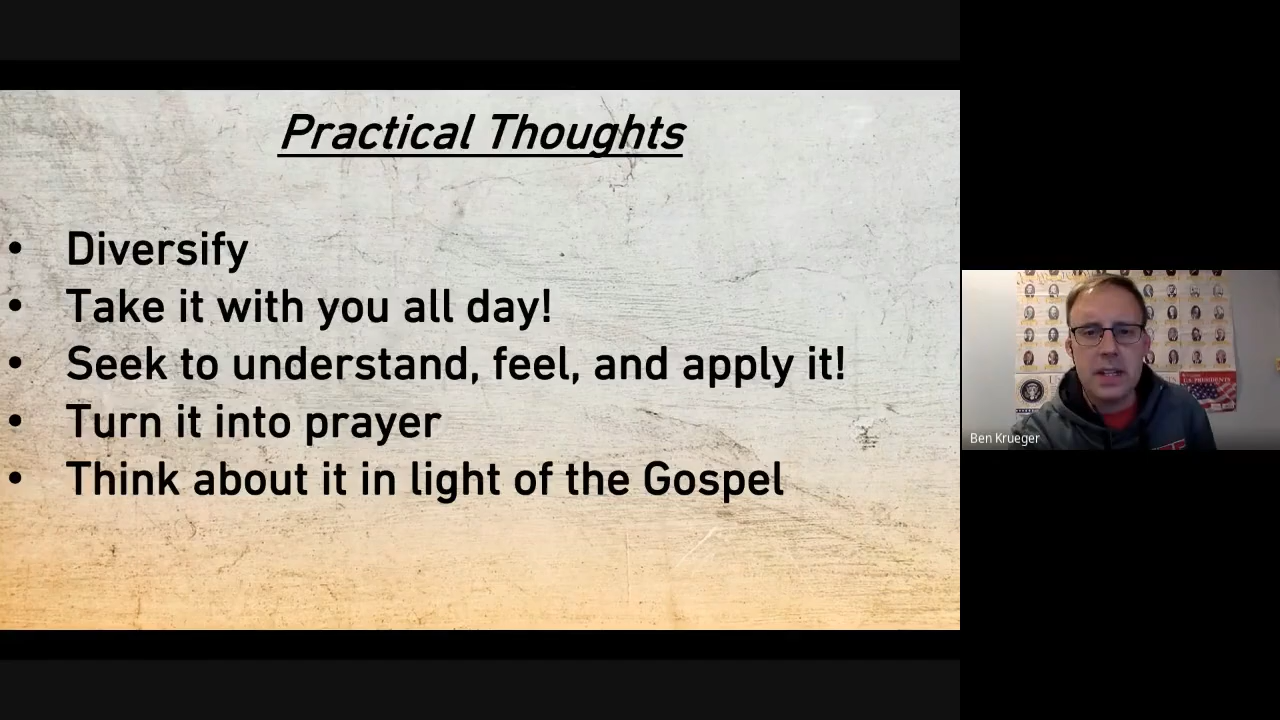 Practical Thoughts
• Diversify
• Take it with you all day!
• Seek to understand, feel, and apply it!
• Turn it into prayer
• Think about it in light of the Gospel
U.S. PRESIDENTS
Ben Krueger